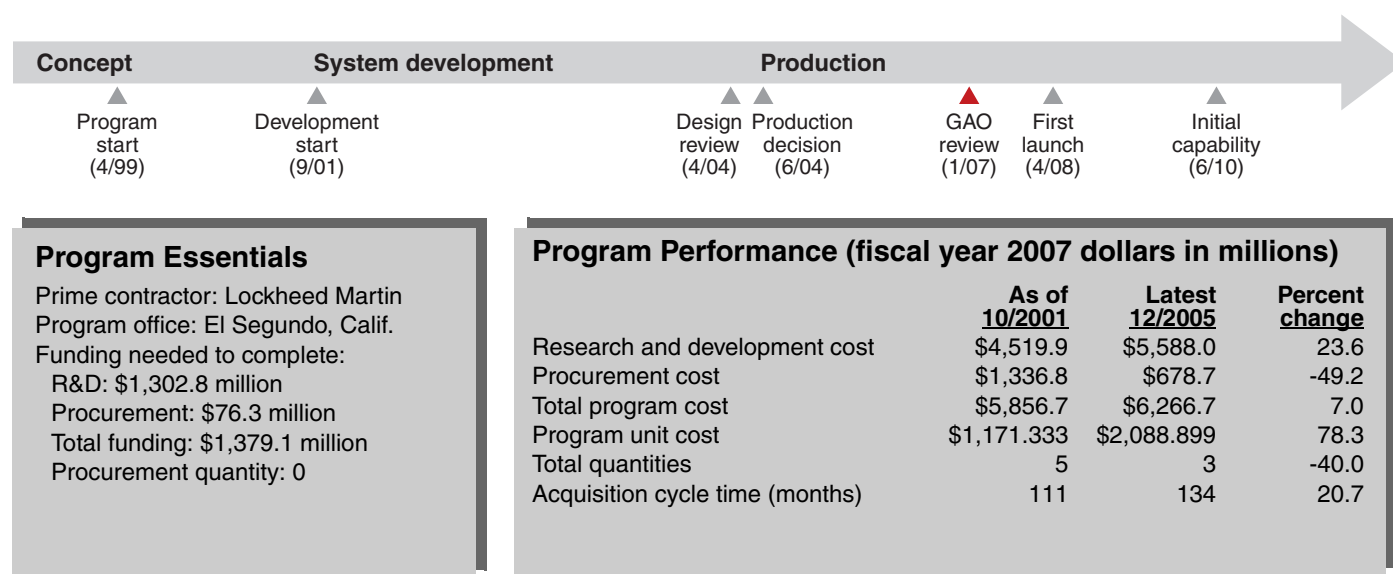 Concept System development Production
Program start (4/99)
Development start (9/01)
Design review (4/04)
Production decision (6/04)
GAO review (1/07)
First launch (4/08)
Initial capability (6/10)
Program Essentials
Prime contractor: Lockheed Martin
Program office: El Segundo, Calif.
Funding needed to complete:
R&D: $1,302.8 million
Procurement: $76.3 million
Total funding: $1,379.1 million
Procurement quantity: 0
Program Performance (fiscal year 2007 dollars in millions)
As of 10/2001 Latest 12/2005 Percent change
Research and development cost $4,519.9 $5,588.0 23.6
Procurement cost $1,336.8 $678.7 -49.2
Total program cost $5,856.7 $6,266.7 7.0
Program unit cost $1,171.333 $2,088.899 78.3
Total quantities 5 3 -40.0
Acquisition cycle time (months) 111 134 20.7